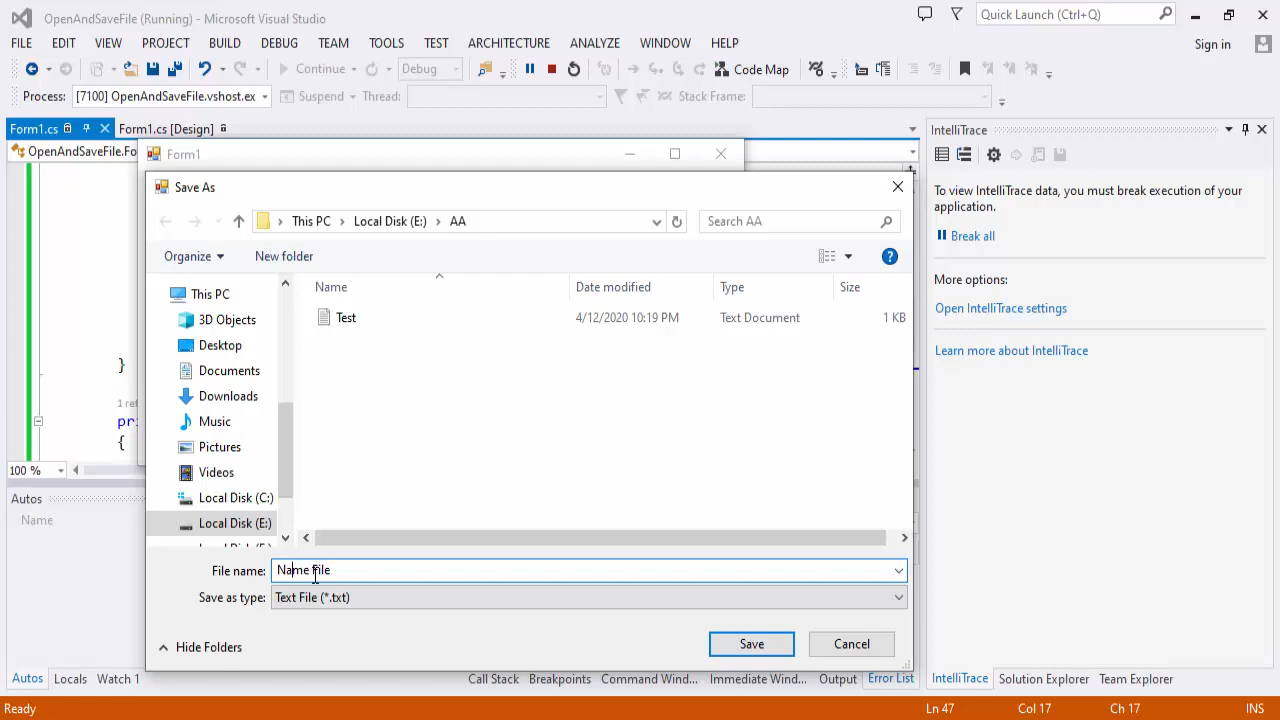 OpenAndSaveFile (Running) - Microsoft Visual Studio
Quick Launch (Ctrl+Q)
FILE EDIT VIEW PROJECT BUILD DEBUG TEAM TOOLS TEST ARCHITECTURE ANALYZE WINDOW HELP
Sign in
Continue Debug Code Map
Process: [7100] OpenAndSaveFile.vshost.ex Suspend Thread: Stack Frame:
Form1.cs Form1.cs [Design]
IntelliTrace
OpenAndSaveFile.Fo
Form1
Save As
To view IntelliTrace data, you must break execution of your
application.
Break all
This PC Local Disk (E:) AA
Search AA
Organize New folder
Name Date modified Type Size
More options:
This PC
Test 4/12/2020 10:19 PM Text Document 1 KB
Open IntelliTrace settings
3D Objects
Desktop
Learn more about IntelliTrace
}
Documents
Downloads
1 ref
pri
Music
{
Pictures
100 %
Videos
Autos
Local Disk (C:)
Name
Local Disk (E:)
File name: Name File
Save as type: Text File (*.txt)
Hide Folders
Save Cancel
Autos Locals Watch 1
Call Stack Breakpoints Command Wind... Immediate Wind... Output Error List
IntelliTrace Solution Explorer Team Explorer
Ready
Ln 47 Col 17 Ch 17 INS